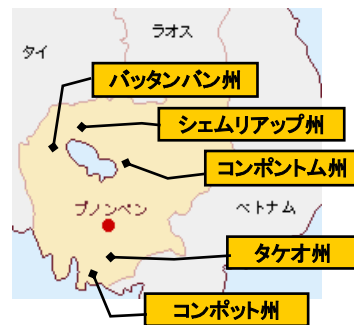 ラオス
タイ
バッタンバン州
シェムリアップ州
コンポントム州
プノンペン
ベトナム
タケオ州
コンポット州